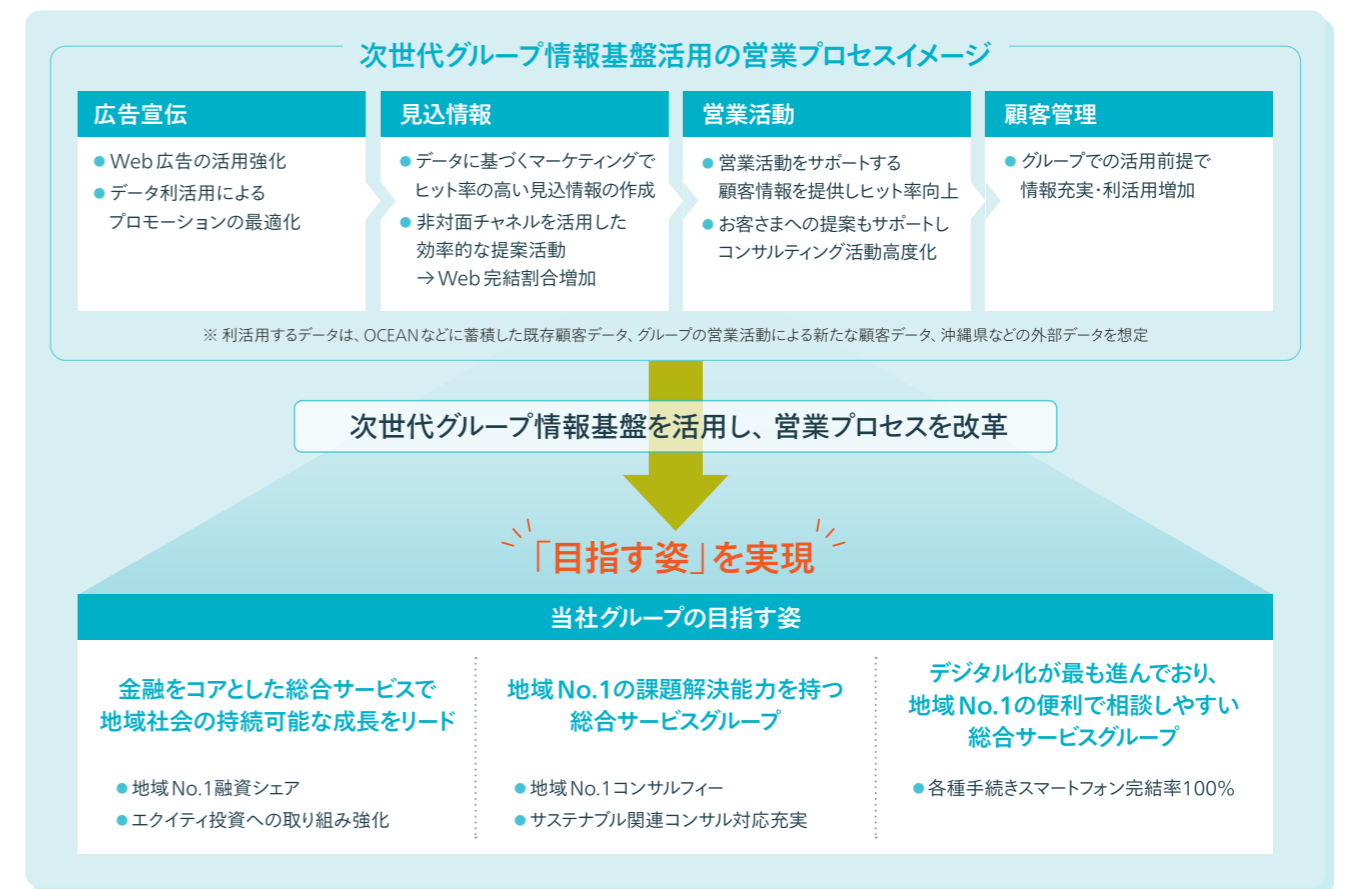 次世代グループ情報基盤活用の営業プロセスイメージ
広告宣伝
● Web広告の活用強化
● データ利活用による
プロモーションの最適化
見込情報
● データに基づくマーケティングで
ヒット率の高い見込情報の作成
● 非対面チャネルを活用した
効率的な提案活動
→Web完結割合増加
営業活動
● 営業活動をサポートする
顧客情報を提供しヒット率向上
● お客さまへの提案もサポートし
コンサルティング活動高度化
顧客管理
● グループでの活用前提で
情報充実・利活用増加
※ 利活用するデータは、OCEANなどに蓄積した既存顧客データ、グループの営業活動による新たな顧客データ、沖縄県などの外部データを想定
次世代グループ情報基盤を活用し、営業プロセスを改革
「目指す姿」を実現
当社グループの目指す姿
金融をコアとした総合サービスで
地域社会の持続可能な成長をリード
● 地域No.1融資シェア
● エクイティ投資への取り組み強化
地域No.1の課題解決能力を持つ
総合サービスグループ
● 地域No.1コンサルフィー
● サステナブル関連コンサル対応充実
デジタル化が最も進んでおり、
地域No.1の便利で相談しやすい
総合サービスグループ
● 各種手続きスマートフォン完結率100%